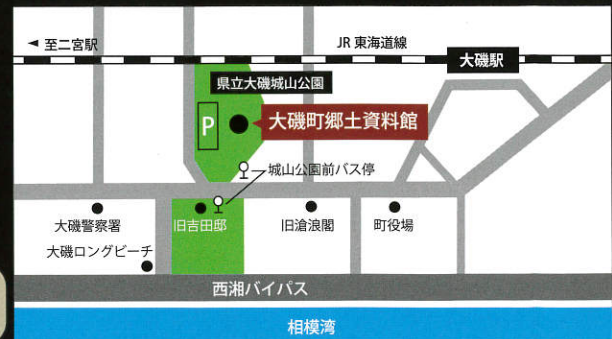 至二宮駅
JR 東海道線
大磯駅
県立大磯城山公園
P
大磯町郷土資料館
城山公園前バス停
大磯警察署
旧吉田邸
旧滄浪閣
町役場
大磯ロングビーチ
西湘バイパス
相模湾